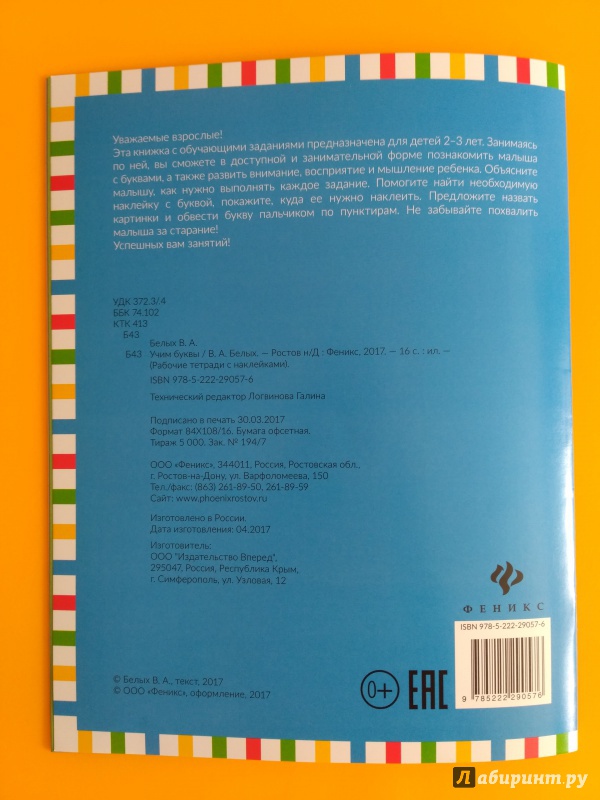 Уважаемые взрослые!
Эта книжка с обучающими заданиями предназначена для детей 2–3 лет. Занимаясь
по ней, вы сможете в доступной и занимательной форме познакомить малыша
с буквами, а также развить внимание, восприятие и мышление ребенка. Объясните
малышу, как нужно выполнять каждое задание. Помогите найти необходимую
наклейку с буквой, покажите, куда ее нужно наклеить. Предложите назвать
картинки и обвести букву пальчиком по пунктирам. Не забывайте похвалить
малыша за старание!
Успешных вам занятий!
УДК 372.3/.4
ББК 74.102
КТК 413
Б43
Белых В. А.
Б43 Учим буквы / В. А. Белых. — Ростов н/Д : Феникс, 2017. — 16 с. : ил. —
(Рабочие тетради с наклейками).
ISBN 978-5-222-29057-6
Технический редактор Логвинова Галина
Подписано в печать 30.03.2017
Формат 84Х108/16. Бумага офсетная.
Тираж 5 000. Зак. № 194/7
ООО «Феникс», 344011, Россия, Ростовская обл.,
г. Ростов-на-Дону, ул. Варфоломеева, 150
Тел./факс: (863) 261-89-50, 261-89-59
Сайт: www.phoenixrostov.ru
Изготовлено в России.
Дата изготовления: 04.2017
Изготовитель:
ООО "Издательство Вперед",
295047, Россия, Республика Крым,
г. Симферополь, ул. Узловая, 12
ФЕНИКС
ISBN 978-5-222-29057-6
9 785222 290576
0+ ЕАС
© Белых В. А., текст, 2017
© ООО «Феникс», оформление, 2017
Лабиринт.ру